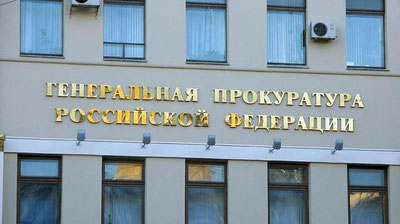 ГЕНЕРАЛЬНАЯ ПРОКУРАТУРА
РОССИЙСКОЙ ФЕДЕРАЦИИ